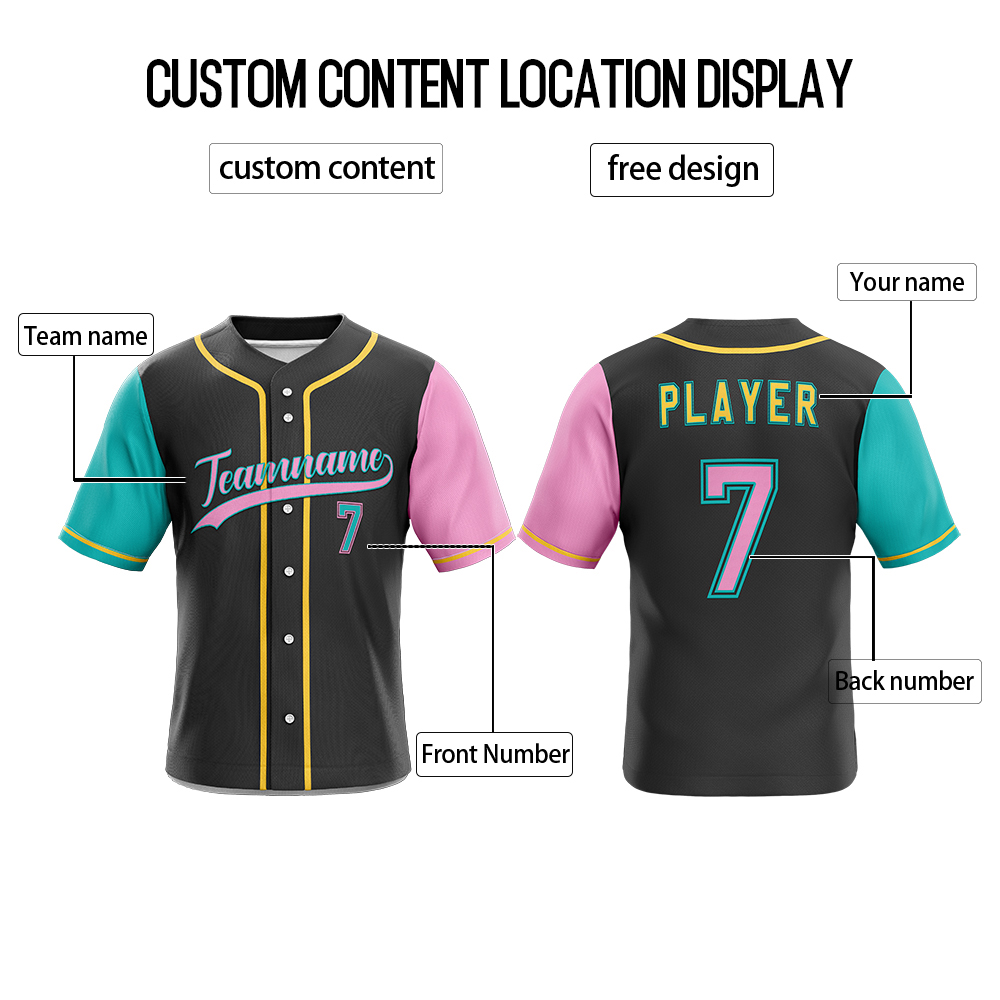 CUSTOM CONTENT LOCATION DISPLAY
custom content
free design
Your name
Team name
PLAYER
Teamname
7
7
Back number
Front Number